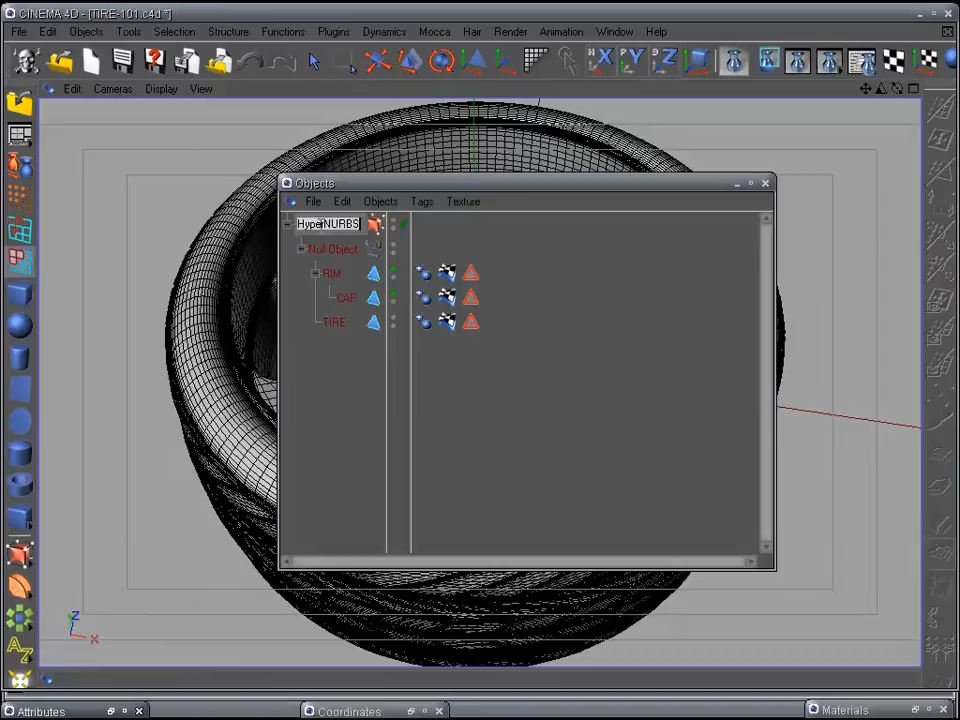 CINEMA 4D - [TIRE-101.c4d *]
File Edit Objects Tools Selection Structure Functions Plugins Dynamics Mocca Hair Render Animation Window Help
X Y Z
Edit Cameras Display View
Objects
File Edit Objects Tags Texture
HyperNURBS
Null Object
RIM
CAP
TIRE
Z
X
Attributes
Coordinates
Materials